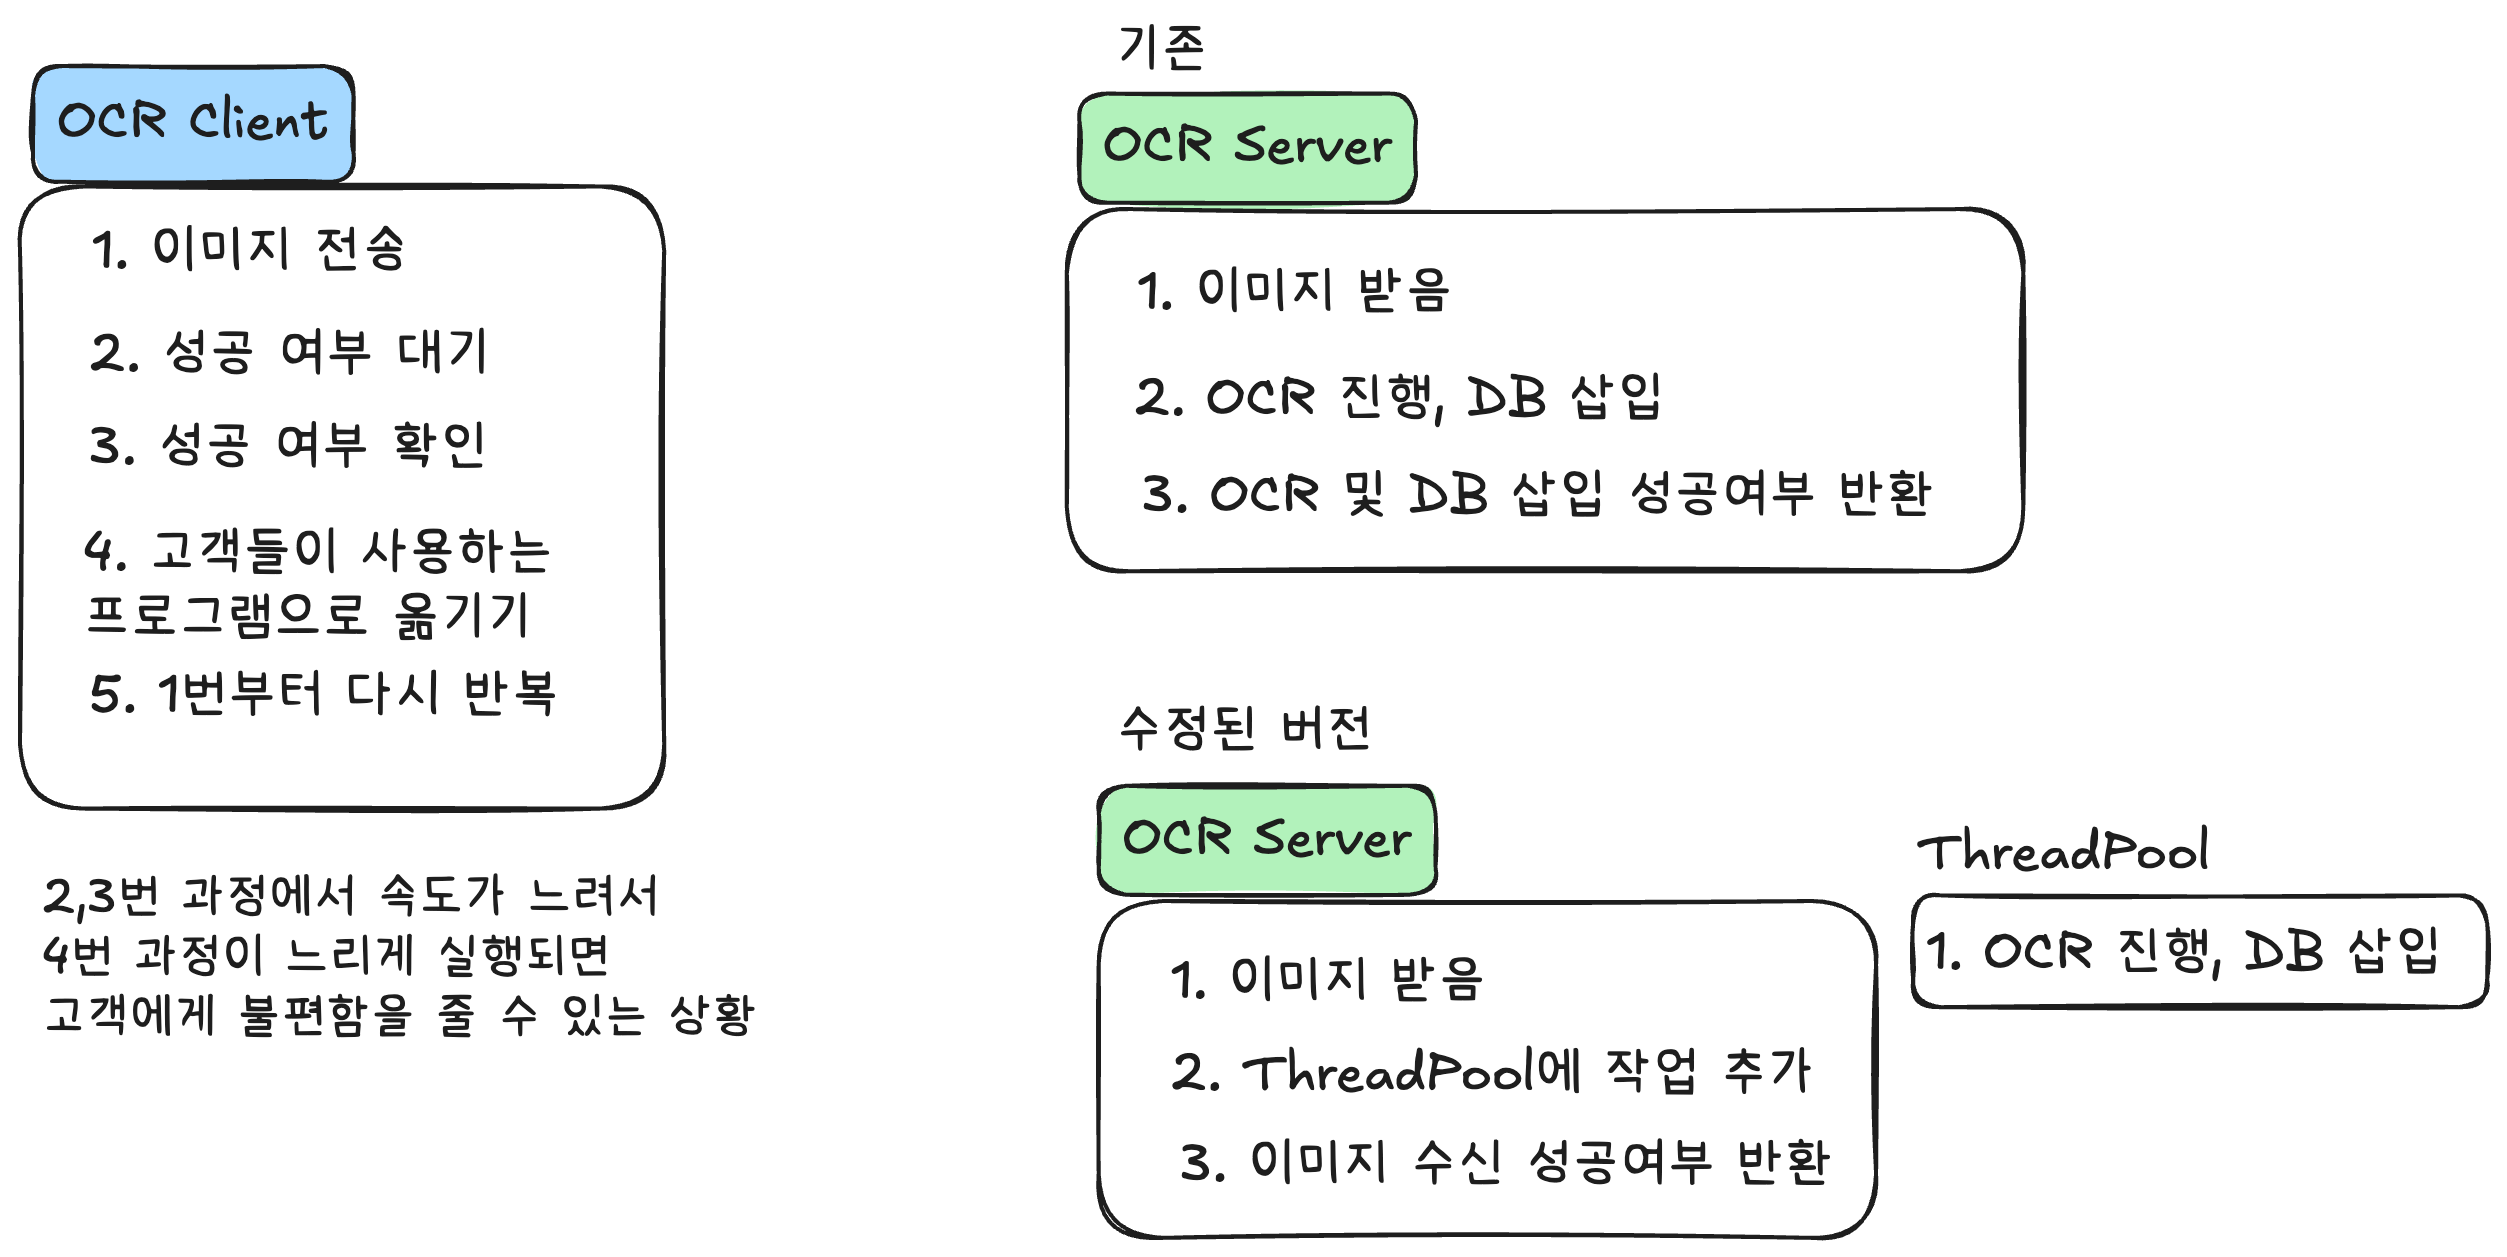 OCR Client
1. 이미지 전송
2. 성공 여부 대기
3. 성공 여부 확인
4. 고객들이 사용하는
프로그램으로 옮기기
5. 1번부터 다시 반복
2,3번 과정에서 속도가 느려서
4번 과정이 느리게 실행되면
고객에게 불편함을 줄 수 있는 상황
기존
OCR Server
1. 이미지 받음
2. OCR 진행, DB 삽입
3. OCR 및 DB 삽입 성공여부 반환
수정된 버전
OCR Server
1. 이미지 받음
2. ThreadPool에 작업 추가
3. 이미지 수신 성공여부 반환
ThreadPool
1. OCR 진행, DB 삽입